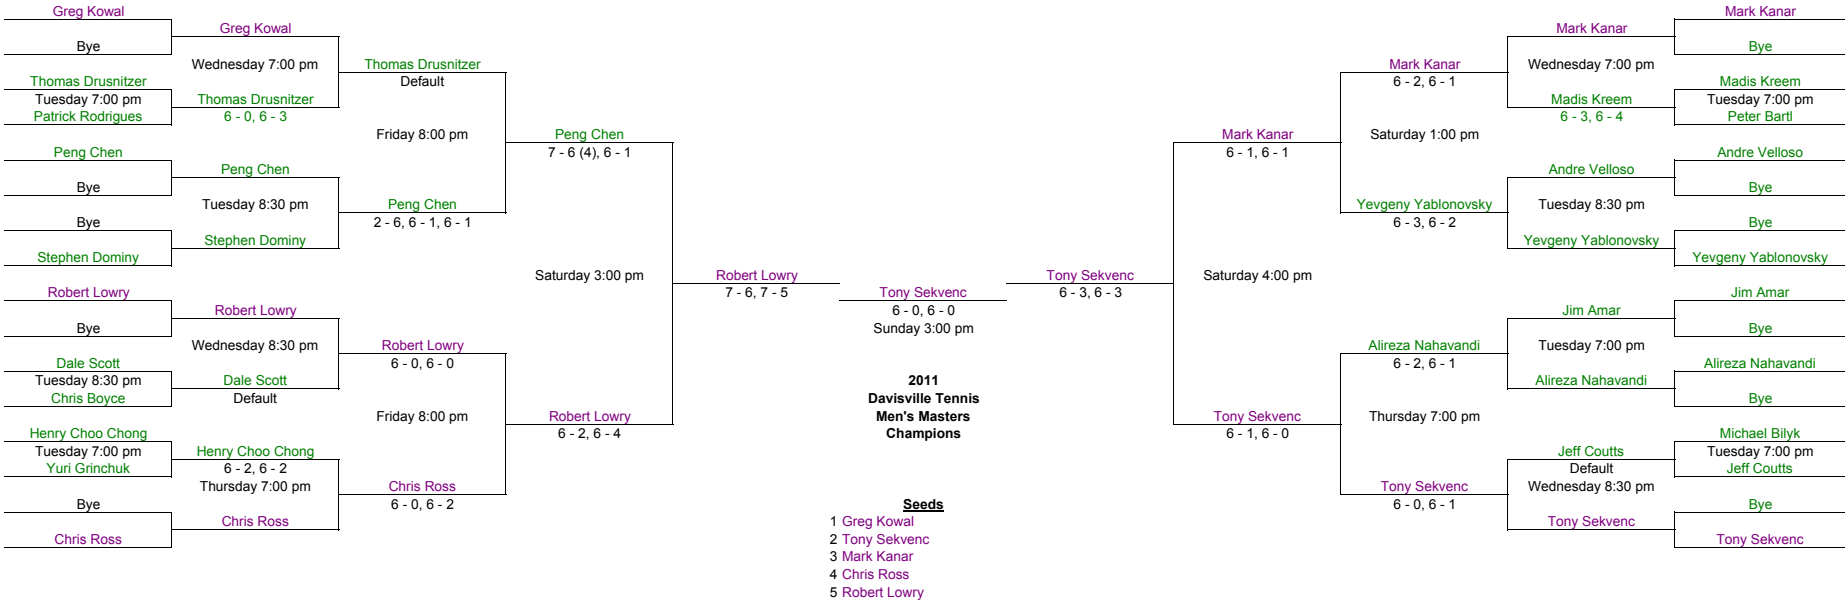 Greg Kowal
Greg Kowal
Bye
Wednesday 7:00 pm
Thomas Drusnitzer
Thomas Drusnitzer
Default
Tuesday 7:00 pm
Thomas Drusnitzer
Patrick Rodrigues
6 - 0, 6 - 3
Friday 8:00 pm
Peng Chen
7 - 6 (4), 6 - 1
Peng Chen
Peng Chen
Bye
Tuesday 8:30 pm
Peng Chen
2 - 6, 6 - 1, 6 - 1
Bye
Stephen Dominy
Stephen Dominy
Saturday 3:00 pm
Robert Lowry
7 - 6, 7 - 5
Robert Lowry
Robert Lowry
Bye
Wednesday 8:30 pm
Robert Lowry
6 - 0, 6 - 0
Dale Scott
Tuesday 8:30 pm
Dale Scott
Chris Boyce
Default
Friday 8:00 pm
Robert Lowry
6 - 2, 6 - 4
Henry Choo Chong
Tuesday 7:00 pm
Henry Choo Chong
Yuri Grinchuk
6 - 2, 6 - 2
Thursday 7:00 pm
Chris Ross
6 - 0, 6 - 2
Bye
Chris Ross
Chris Ross
Tony Sekvenc
6 - 0, 6 - 0
Sunday 3:00 pm
2011
Davisville Tennis
Men's Masters
Champions
Seeds
1 Greg Kowal
2 Tony Sekvenc
3 Mark Kanar
4 Chris Ross
5 Robert Lowry
Mark Kanar
Mark Kanar
Bye
Wednesday 7:00 pm
Mark Kanar
6 - 2, 6 - 1
Madis Kreem
Tuesday 7:00 pm
Madis Kreem
Peter Bartl
6 - 3, 6 - 4
Saturday 1:00 pm
Mark Kanar
6 - 1, 6 - 1
Andre Velloso
Andre Velloso
Bye
Tuesday 8:30 pm
Yevgeny Yablonovsky
6 - 3, 6 - 2
Bye
Yevgeny Yablonovsky
Yevgeny Yablonovsky
Tony Sekvenc
6 - 3, 6 - 3
Saturday 4:00 pm
Jim Amar
Jim Amar
Bye
Tuesday 7:00 pm
Alireza Nahavandi
6 - 2, 6 - 1
Alireza Nahavandi
Alireza Nahavandi
Bye
Thursday 7:00 pm
Tony Sekvenc
6 - 1, 6 - 0
Michael Bilyk
Tuesday 7:00 pm
Jeff Coutts
Jeff Coutts
Default
Wednesday 8:30 pm
Tony Sekvenc
6 - 0, 6 - 1
Bye
Tony Sekvenc
Tony Sekvenc